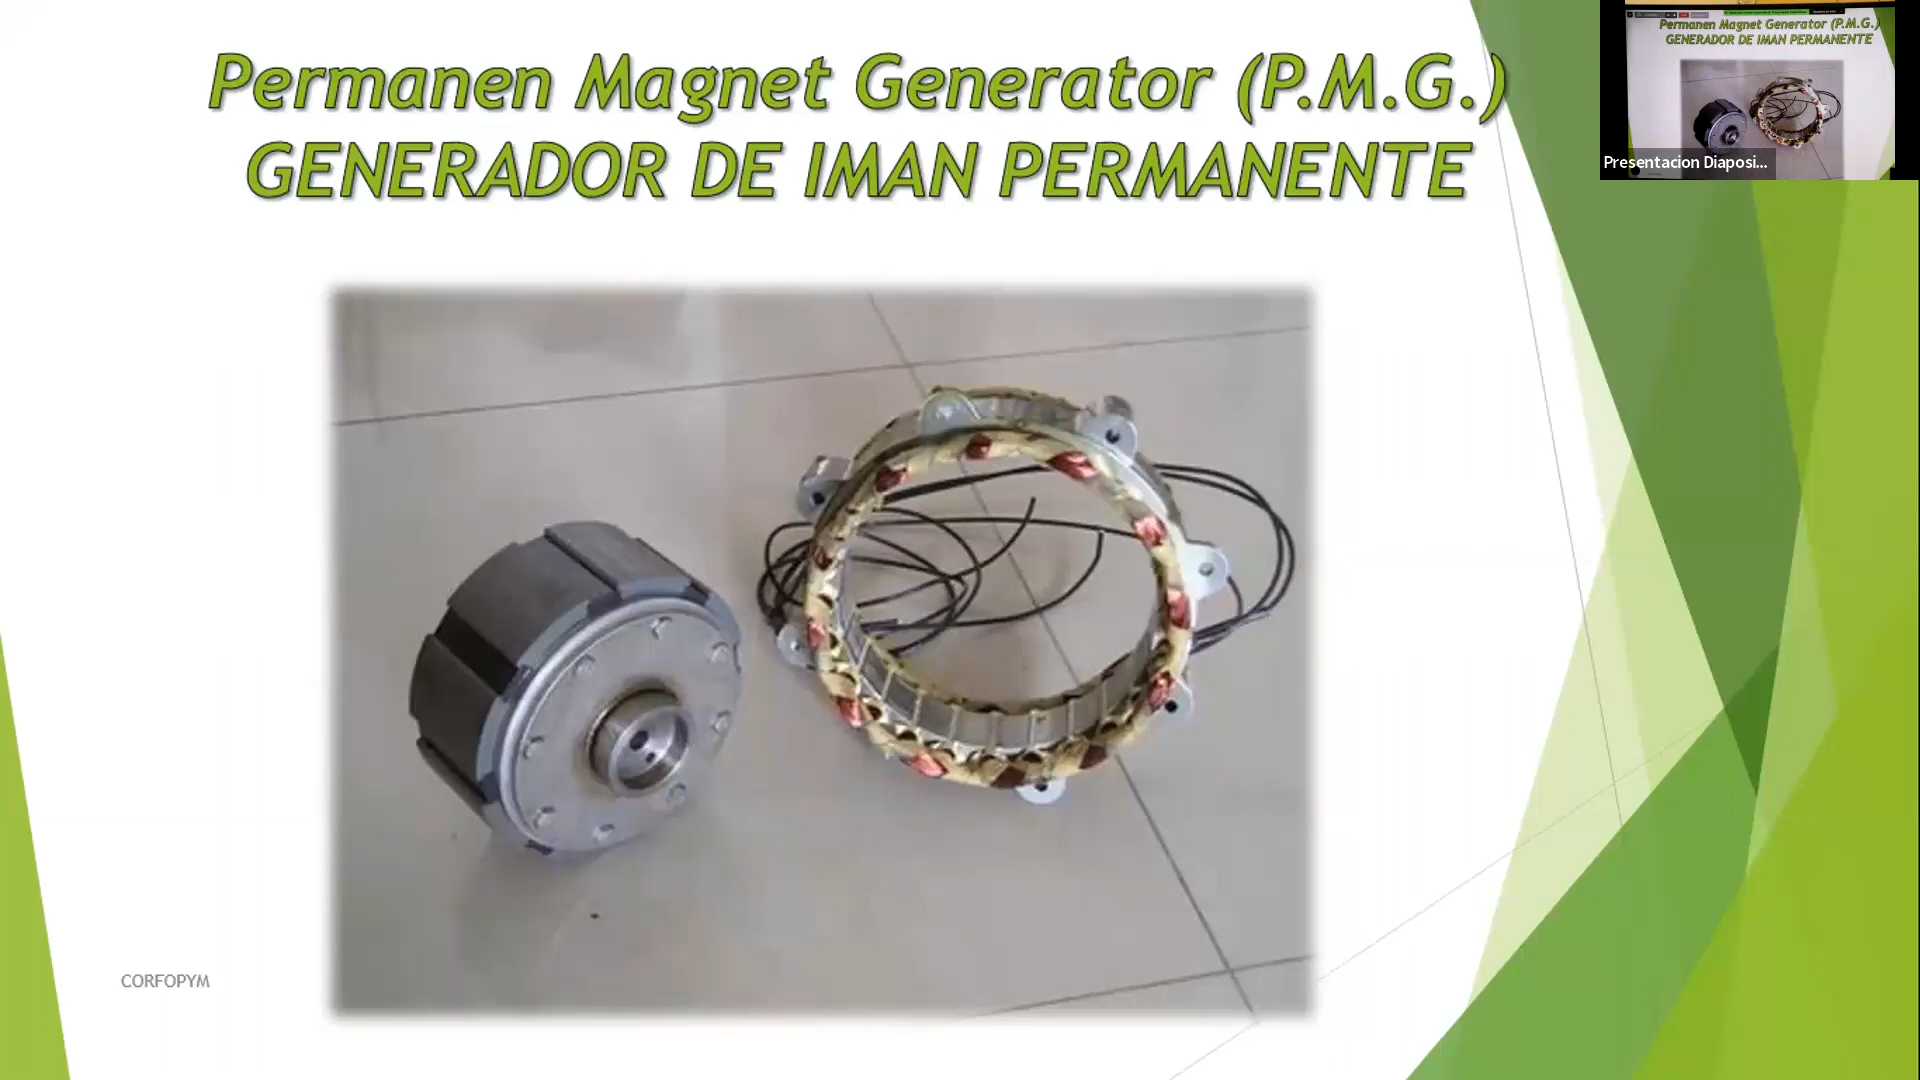 Permanen Magnet Generator (P.M.G.)
GENERADOR DE IMAN PERMANENTE
Permanen Magnet Generator (P.M.G.)
GENERADOR DE IMAN PERMANENTE
Presentacion Diaposi...
CORFOPYM